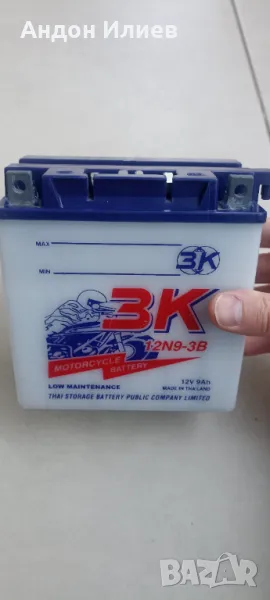 Андон Илиев
MAX
MIN
3K
3K
12N9-3B
MOTORCYCLE
BATTERY
12V 9Ah
LOW MAINTENANCE
MADE IN THAILAND
THAI STORAGE BATTERY PUBLIC COMPANY LIMITED
bazar